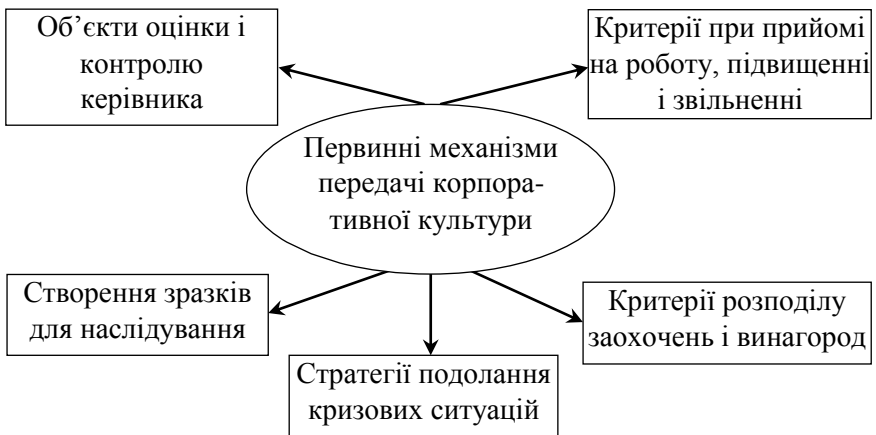 Об’єкти оцінки і
контролю
керівника
Критерії при прийомі
на роботу, підвищенні
і звільненні
Первинні механізми
передачі корпора-
тивної культури
Створення зразків
для наслідування
Стратегії подолання
кризових ситуацій
Критерії розподілу
заохочень і винагород